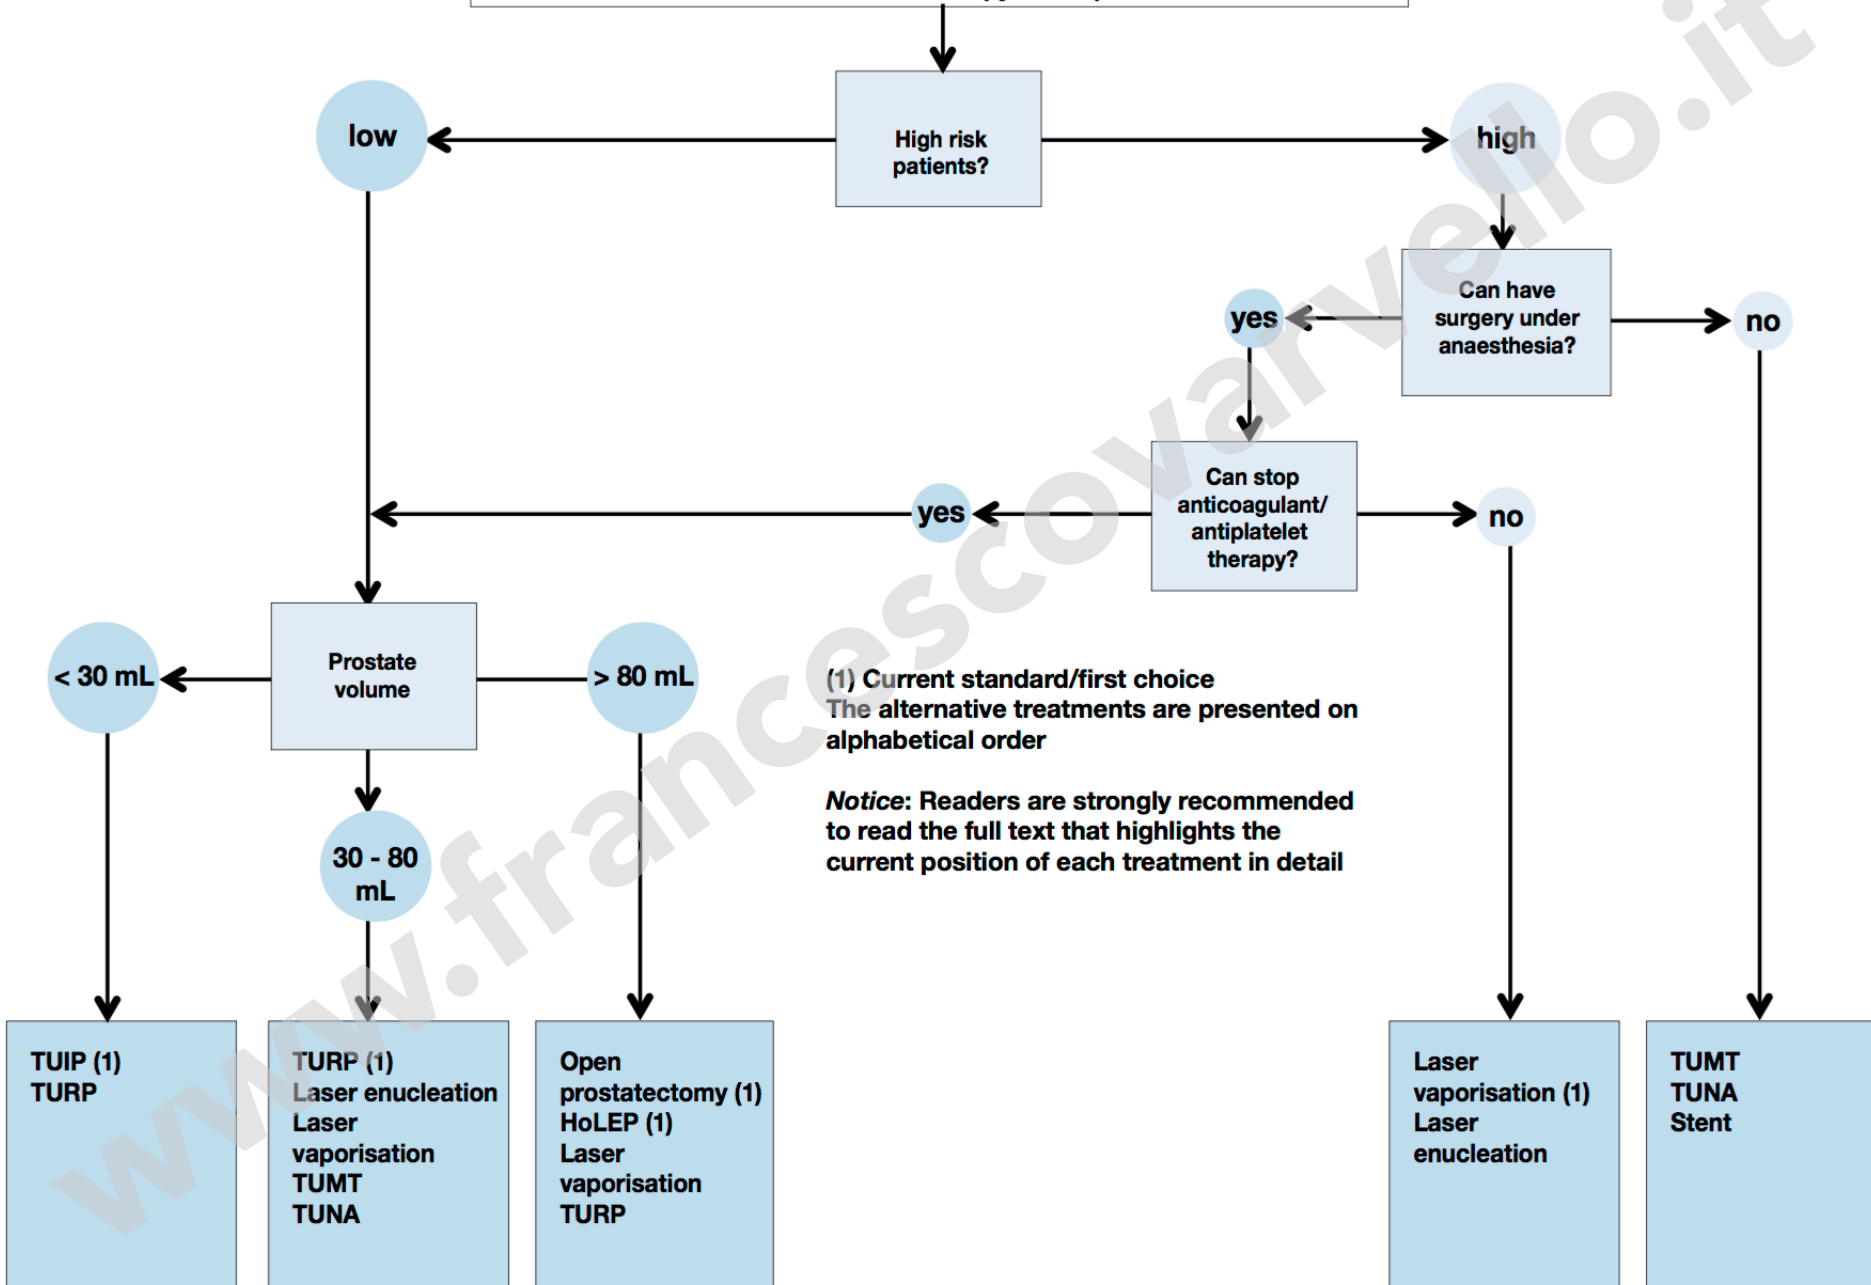 High risk
patients?
low
high
Can have
surgery under
anaesthesia?
yes
no
Can stop
anticoagulant/
antiplatelet
therapy?
yes
no
Prostate
volume
< 30 mL
> 80 mL
30 - 80
mL
(1) Current standard/first choice
The alternative treatments are presented on
alphabetical order
Notice: Readers are strongly recommended
to read the full text that highlights the
current position of each treatment in detail
TUIP (1)
TURP
TURP (1)
Laser enucleation
Laser
vaporisation
TUMT
TUNA
Open
prostatectomy (1)
HoLEP (1)
Laser
vaporisation
TURP
Laser
vaporisation (1)
Laser
enucleation
TUMT
TUNA
Stent
www.francescovarvello.it